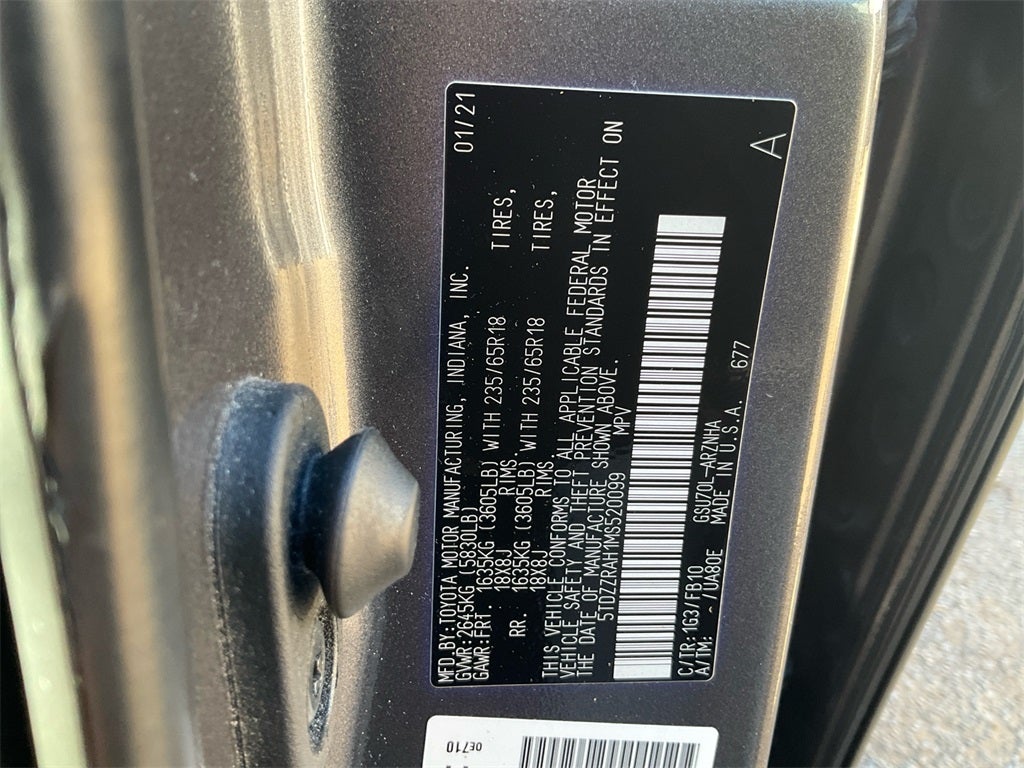 MFD.BY:TOYOTA MOTOR MANUFACTURING, INDIANA, INC. 01/21
GVWR:2645KG (5830LB)
GAWR:FRT 1635KG (3605LB) WITH 235/65R18 TIRES,
18X8J RIMS.
RR. 1635KG (3605LB) WITH 235/65R18 TIRES,
18X8J RIMS.
THIS VEHICLE CONFORMS TO ALL APPLICABLE FEDERAL MOTOR
VEHICLE SAFETY AND THEFT PREVENTION STANDARDS IN EFFECT ON
THE DATE OF MANUFACTURE SHOWN ABOVE.
5TDZZRAH1MS520099 MPV
C/TR:1G3/FB10 GSU70L-ARZNHA 677
A/TM: -/UA80E MADE IN U.S.A. A
0E710